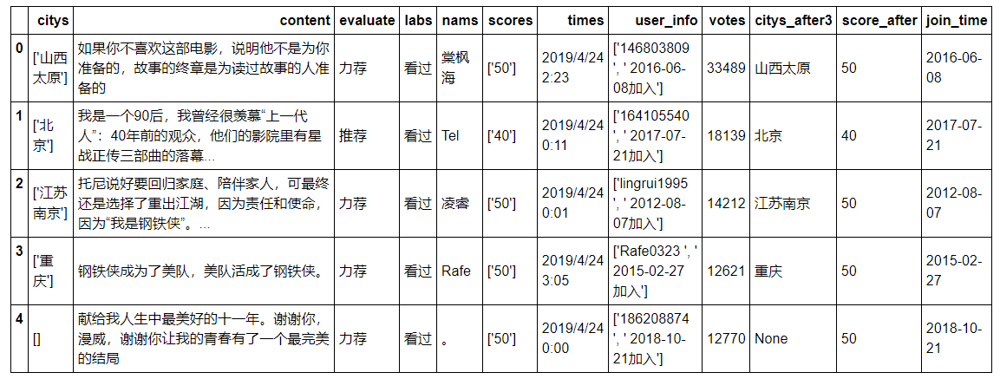 citys content evaluate labs nams scores times user_info votes citys_after3 score_after join_time
0 ['山西太原'] 如果你不喜欢这部电影，说明他不是为你准备的，故事的终章是为读过故事的人准备的 力荐 看过 棠枫海 ['50'] 2019/4/24 2:23 ['146803809 ', ' 2016-06-08加入'] 33489 山西太原 50 2016-06-08
1 ['北京'] 我是一个90后，我曾经很羡慕“上一代人”：40年前的观众，他们的影院里有星战正传三部曲的落幕... 推荐 看过 Tel ['40'] 2019/4/24 0:11 ['164105540 ', ' 2017-07-21加入'] 18139 北京 40 2017-07-21
2 ['江苏南京'] 托尼说好要回归家庭、陪伴家人，可最终还是选择了重出江湖，因为责任和使命，因为“我是钢铁侠”。... 力荐 看过 凌睿 ['50'] 2019/4/24 0:01 ['lingrui1995 ', ' 2012-08-07加入'] 14212 江苏南京 50 2012-08-07
3 ['重庆'] 钢铁侠成为了美队，美队活成了钢铁侠。 力荐 看过 Rafe ['50'] 2019/4/24 3:05 ['Rafe0323 ', ' 2015-02-27加入'] 12621 重庆 50 2015-02-27
4 [] 献给我人生中最美好的十一年。谢谢你，漫威，谢谢你让我的青春有了一个最完美的结局 力荐 看过 。 ['50'] 2019/4/24 0:00 ['186208874 ', ' 2018-10-21加入'] 12770 None 50 2018-10-21